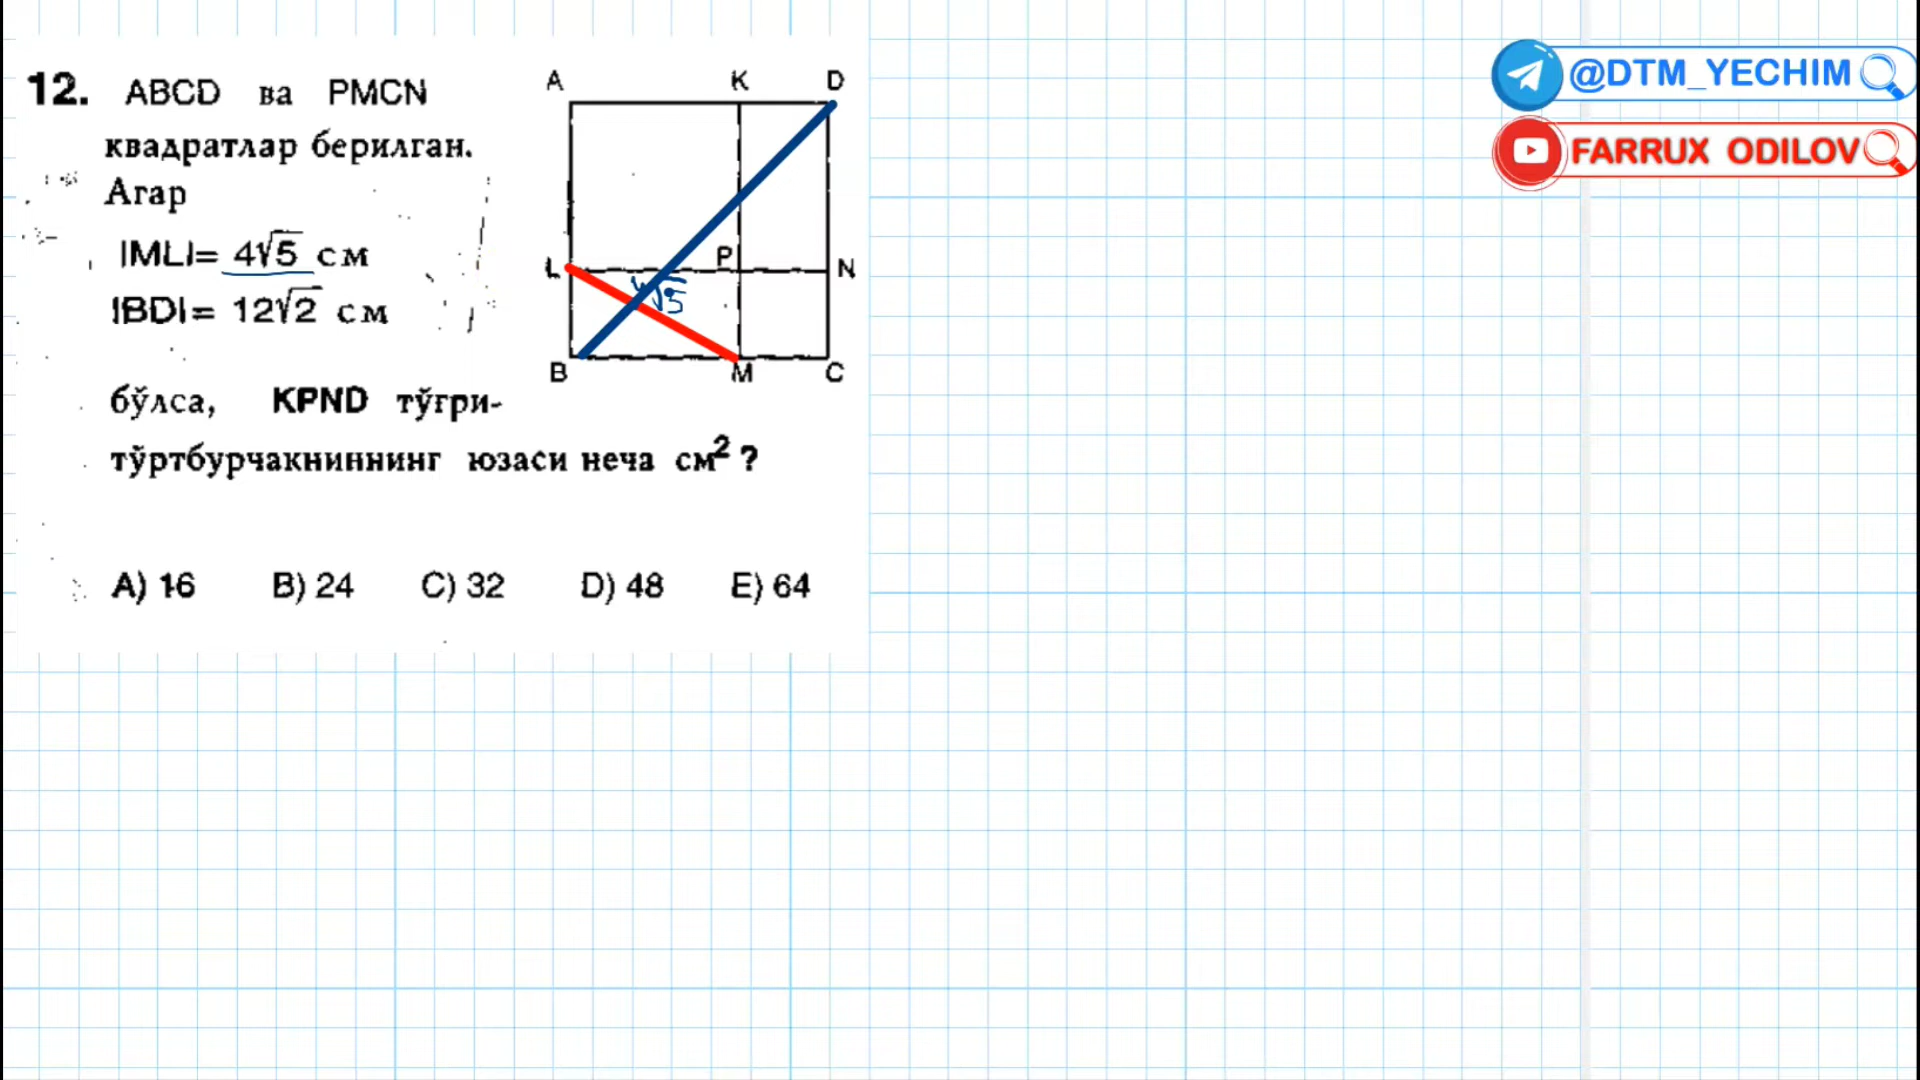 12. ABCD ва PMCN
квадратлар берилган.
Агар
|ML|= 4√5 см
|BD|= 12√2 см
бўлса, KPND тўғри-
тўртбурчакниннинг юзаси неча см² ?
A) 16 B) 24 C) 32 D) 48 E) 64
A K D
L P N
4√5
B M C
@DTM_YECHIM
FARRUX ODILOV